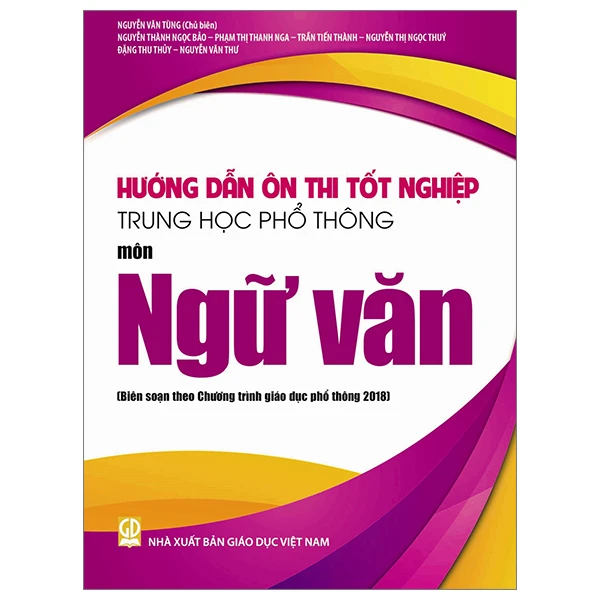 NGUYỄN VĂN TÙNG (Chủ biên)
NGUYỄN THÀNH NGỌC BẢO – PHẠM THỊ THANH NGA – TRẦN TIẾN THÀNH – NGUYỄN THỊ NGỌC THUÝ
ĐẶNG THU THỦY – NGUYỄN VĂN THƯ
HƯỚNG DẪN ÔN THI TỐT NGHIỆP
TRUNG HỌC PHỔ THÔNG
môn
Ngữ văn
(Biên soạn theo Chương trình giáo dục phổ thông 2018)
GD
NHÀ XUẤT BẢN GIÁO DỤC VIỆT NAM